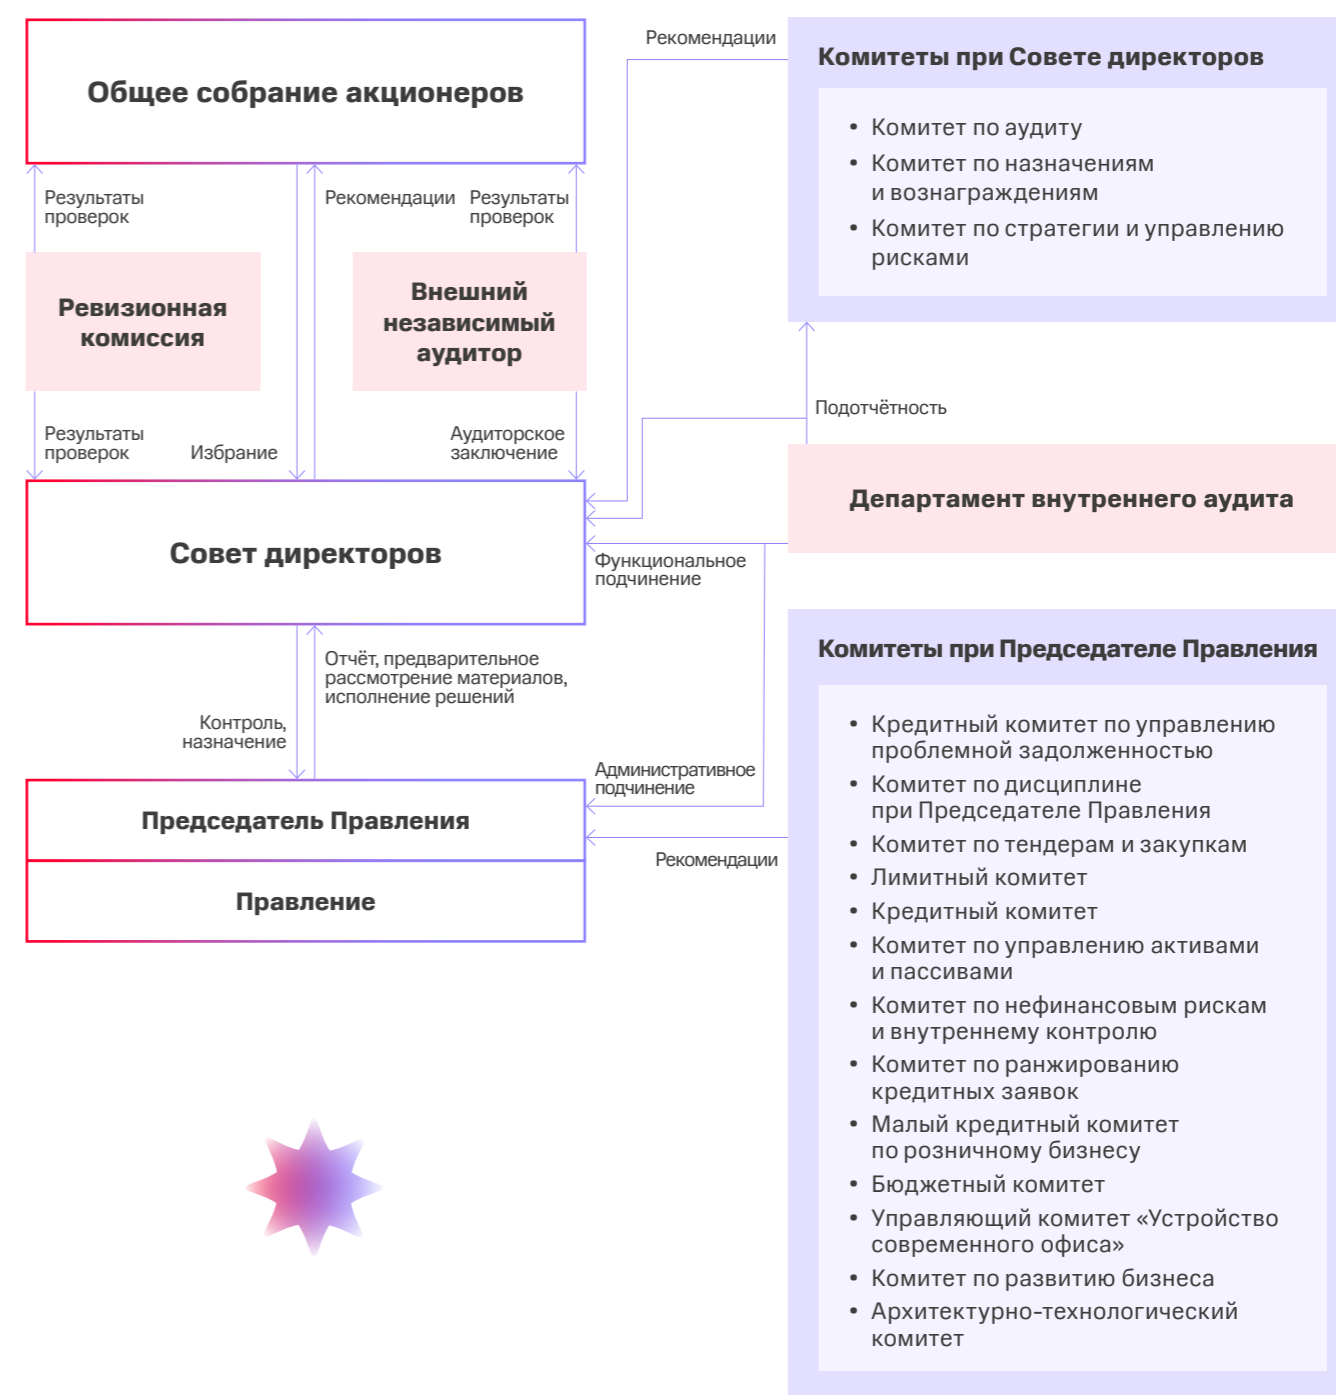 Общее собрание акционеров
Результаты
проверок
Рекомендации
Результаты
проверок
Ревизионная
комиссия
Внешний
независимый
аудитор
Результаты
проверок
Избрание
Аудиторское
заключение
Совет директоров
Отчёт, предварительное
рассмотрение материалов,
исполнение решений
Контроль,
назначение
Председатель Правления
Правление
Рекомендации
Комитеты при Совете директоров
• Комитет по аудиту
• Комитет по назначениям
и вознаграждениям
• Комитет по стратегии и управлению
рисками
Подотчётность
Департамент внутреннего аудита
Функциональное
подчинение
Административное
подчинение
Рекомендации
Комитеты при Председателе Правления
• Кредитный комитет по управлению
проблемной задолженностью
• Комитет по дисциплине
при Председателе Правления
• Комитет по тендерам и закупкам
• Лимитный комитет
• Кредитный комитет
• Комитет по управлению активами
и пассивами
• Комитет по нефинансовым рискам
и внутреннему контролю
• Комитет по ранжированию
кредитных заявок
• Малый кредитный комитет
по розничному бизнесу
• Бюджетный комитет
• Управляющий комитет «Устройство
современного офиса»
• Комитет по развитию бизнеса
• Архитектурно-технологический
комитет